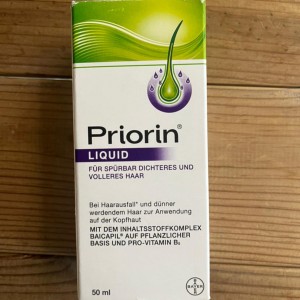 Priorin®
LIQUID
FÜR SPÜRBAR DICHTERES UND
VOLLERES HAAR
Bei Haarausfall* und dünner
werdendem Haar zur Anwendung
auf der Kopfhaut
MIT DEM INHALTSSTOFFKOMPLEX
BAICAPIL® AUF PFLANZLICHER
BASIS UND PRO-VITAMIN B₅
50 ml
BAYER